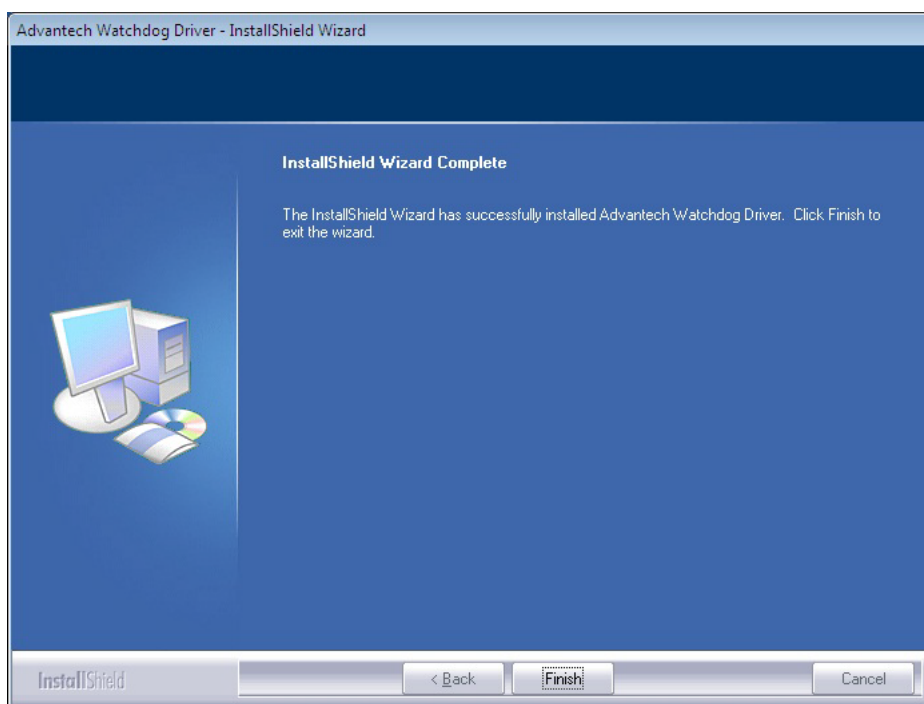 Advantech Watchdog Driver - InstallShield Wizard
InstallShield Wizard Complete
The InstallShield Wizard has successfully installed Advantech Watchdog Driver. Click Finish to
exit the wizard.
InstallShield
< Back
Finish
Cancel